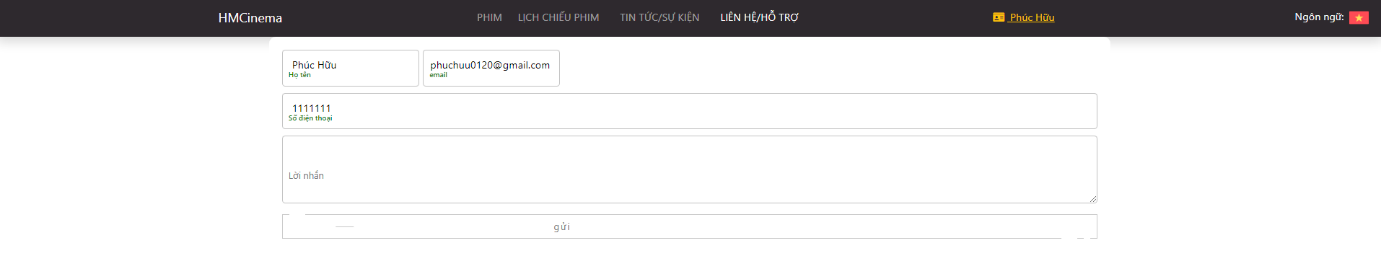 HMCinema PHIM LỊCH CHIẾU PHIM TIN TỨC/SỰ KIỆN LIÊN HỆ/HỖ TRỢ Phúc Hữu Ngôn ngữ:
Phúc Hữu phuchuu0120@gmail.com
Họ tên email
1111111
Số điện thoại
Lời nhắn
gửi